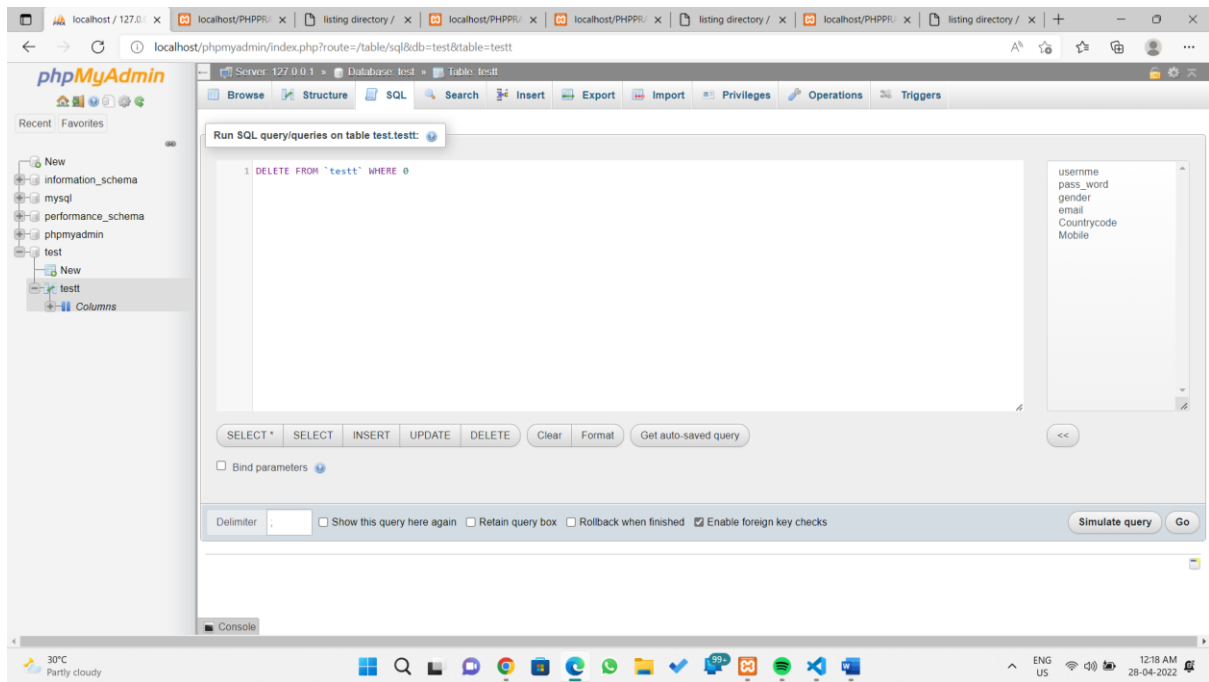 localhost / 127.0.
localhost/PHPPR/
listing directory /
localhost/PHPPR/
localhost/PHPPR/
listing directory /
localhost/PHPPR/
listing directory /
localhost/phpmyadmin/index.php?route=/table/sql&db=test&table=testt
phpMyAdmin
Recent Favorites
New
information_schema
mysql
performance_schema
phpmyadmin
test
New
testt
Columns
Server: 127.0.0.1 » Database: test » Table: testt
Browse Structure SQL Search Insert Export Import Privileges Operations Triggers
Run SQL query/queries on table test.testt:
1 DELETE FROM `testt` WHERE 0
usernme
pass_word
gender
email
Countrycode
Mobile
SELECT * SELECT INSERT UPDATE DELETE Clear Format Get auto-saved query <<
Bind parameters
Delimiter ; Show this query here again Retain query box Rollback when finished Enable foreign key checks Simulate query Go
Console
30°C
Partly cloudy
99+
ENG
US
12:18 AM
28-04-2022